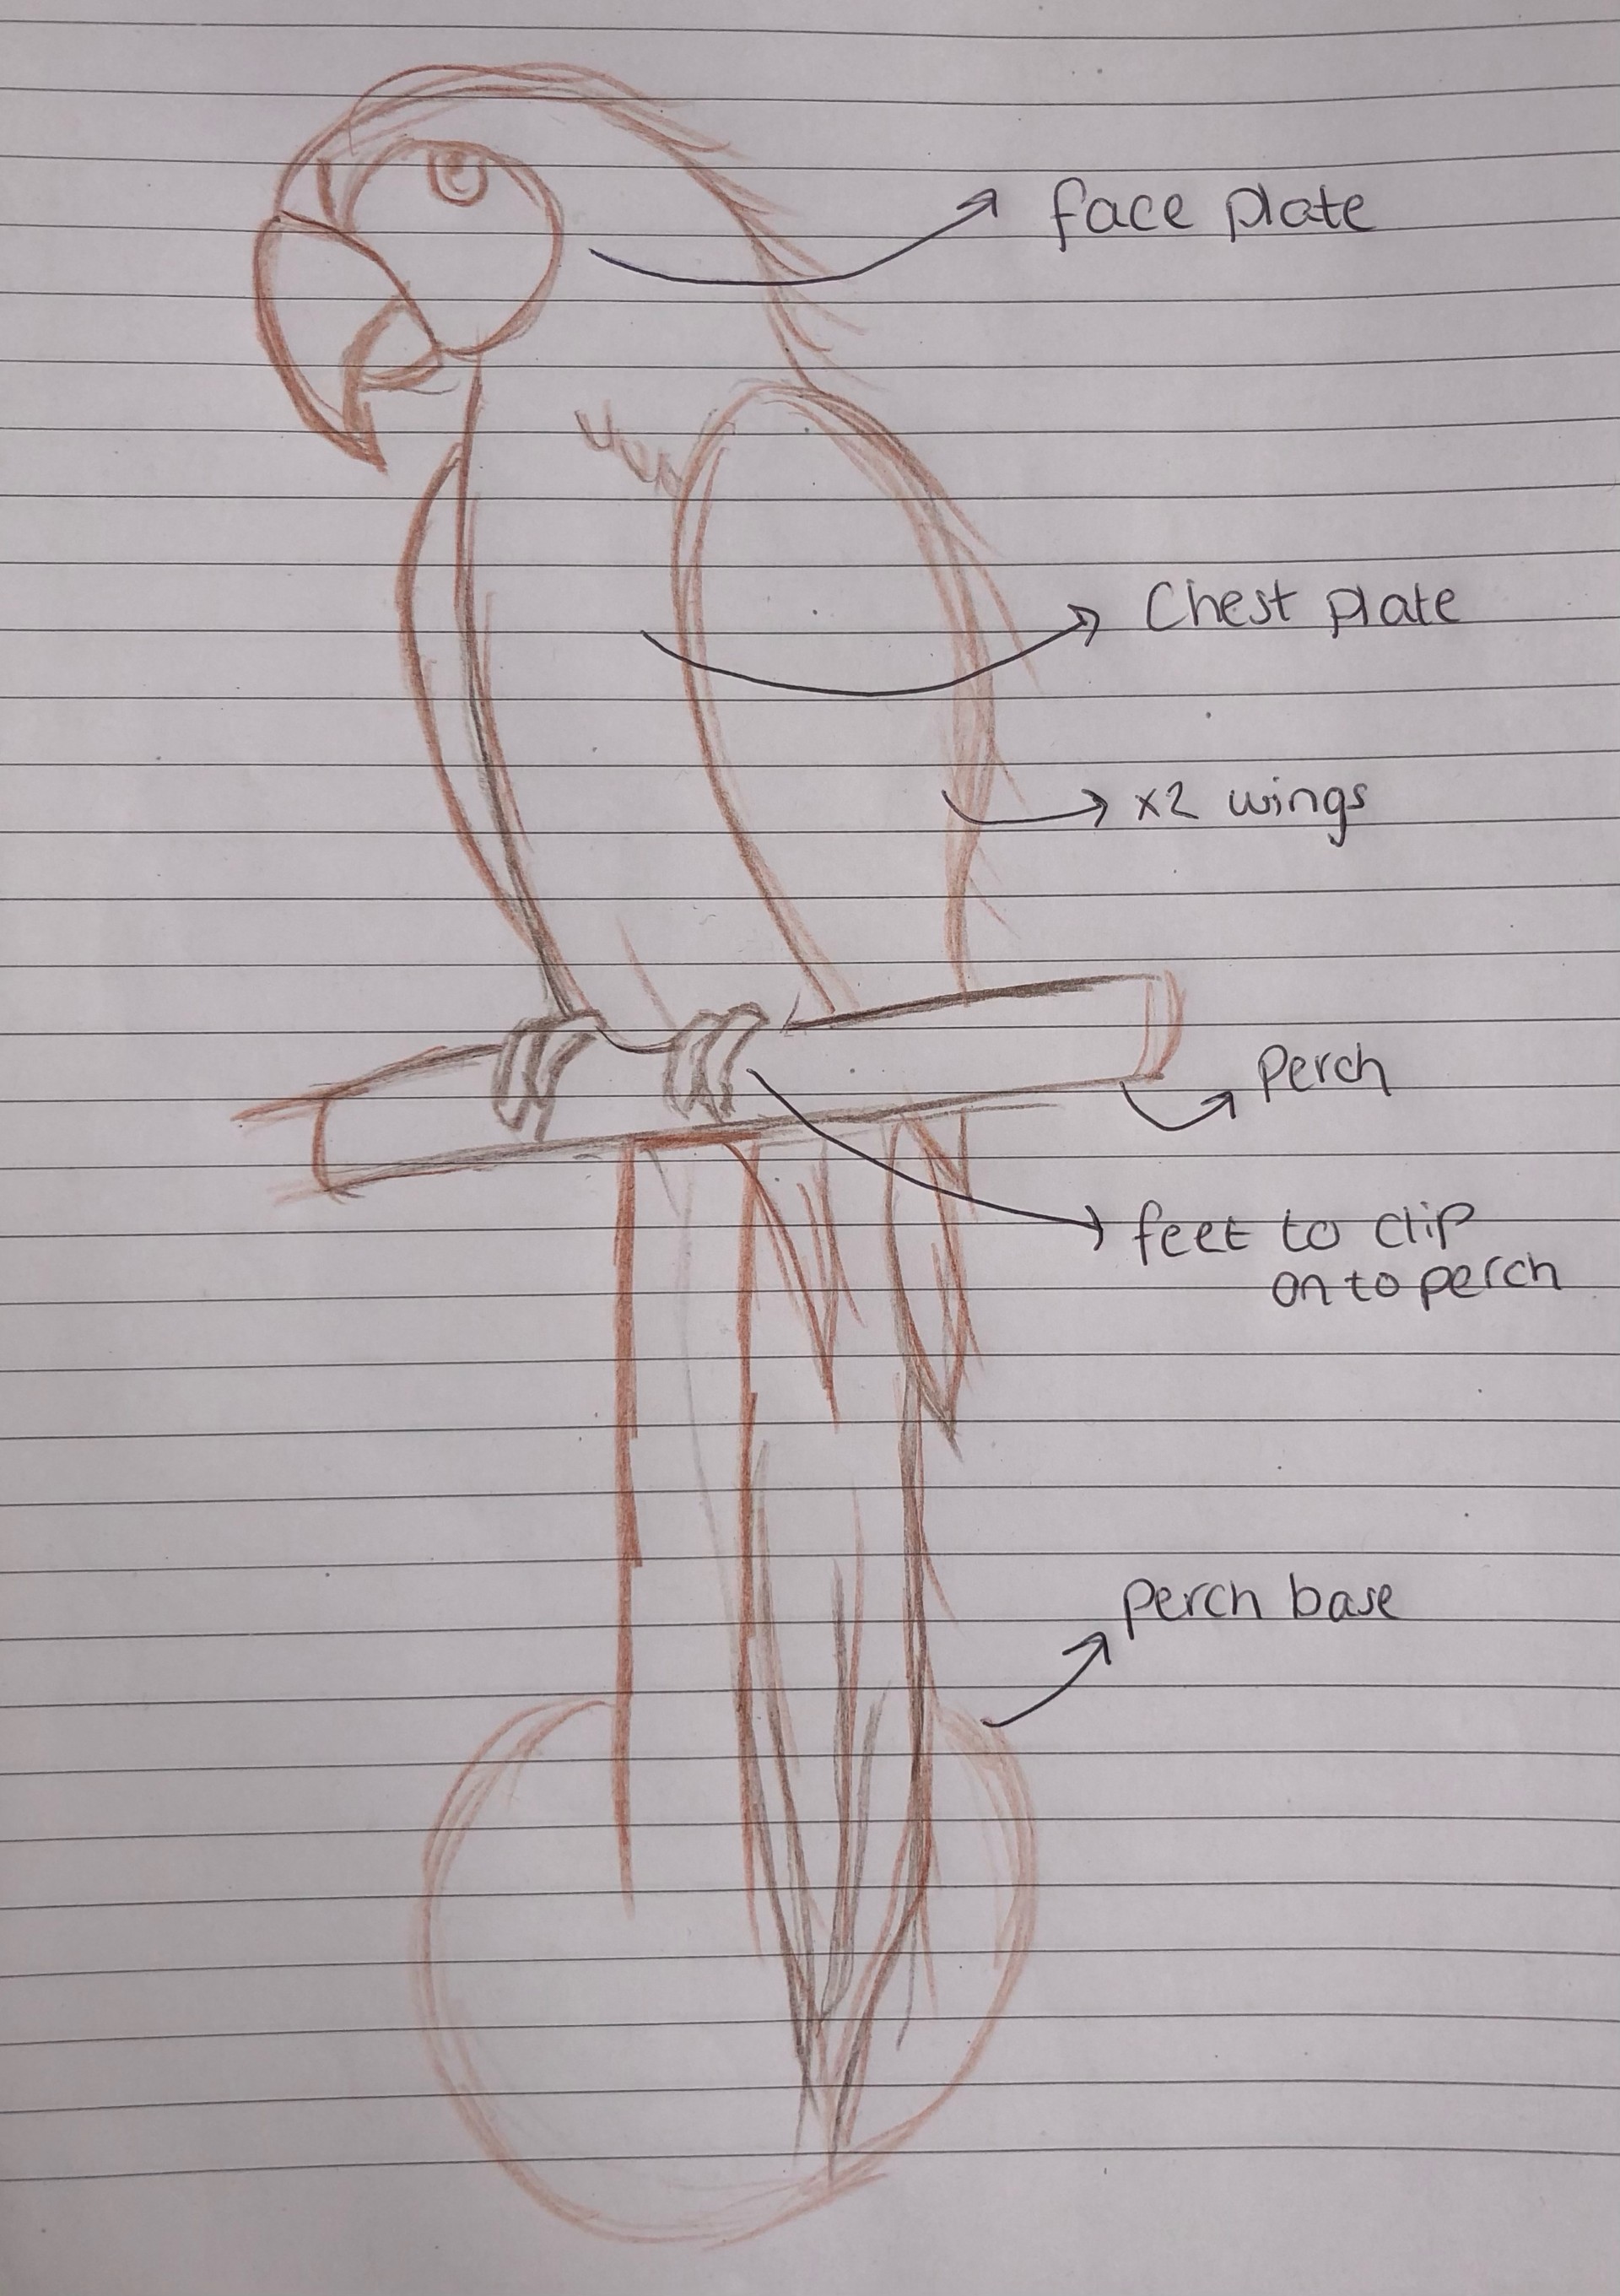 face plate
Chest plate
x2 wings
Perch
feet to clip
on to perch
perch base